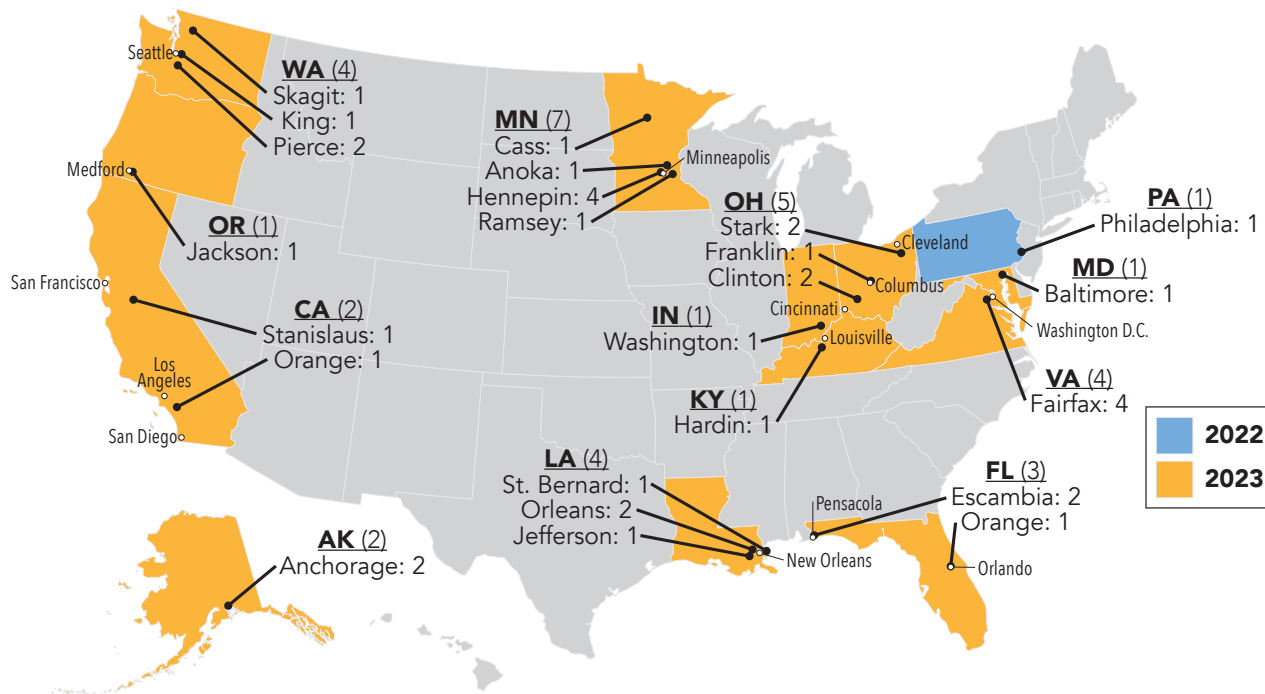 Seattle
WA (4)
Skagit: 1
King: 1
Pierce: 2
Medford
OR (1)
Jackson: 1
San Francisco
CA (2)
Stanislaus: 1
Orange: 1
Los
Angeles
San Diego
AK (2)
Anchorage: 2
MN (7)
Cass: 1
Anoka: 1
Hennepin: 4
Ramsey: 1
Minneapolis
OH (5)
Stark: 2
Franklin: 1
Clinton: 2
Cleveland
Columbus
Cincinnati
IN (1)
Washington: 1
Louisville
KY (1)
Hardin: 1
LA (4)
St. Bernard: 1
Orleans: 2
Jefferson: 1
New Orleans
Pensacola
FL (3)
Escambia: 2
Orange: 1
Orlando
PA (1)
Philadelphia: 1
MD (1)
Baltimore: 1
Washington D.C.
VA (4)
Fairfax: 4
2022
2023